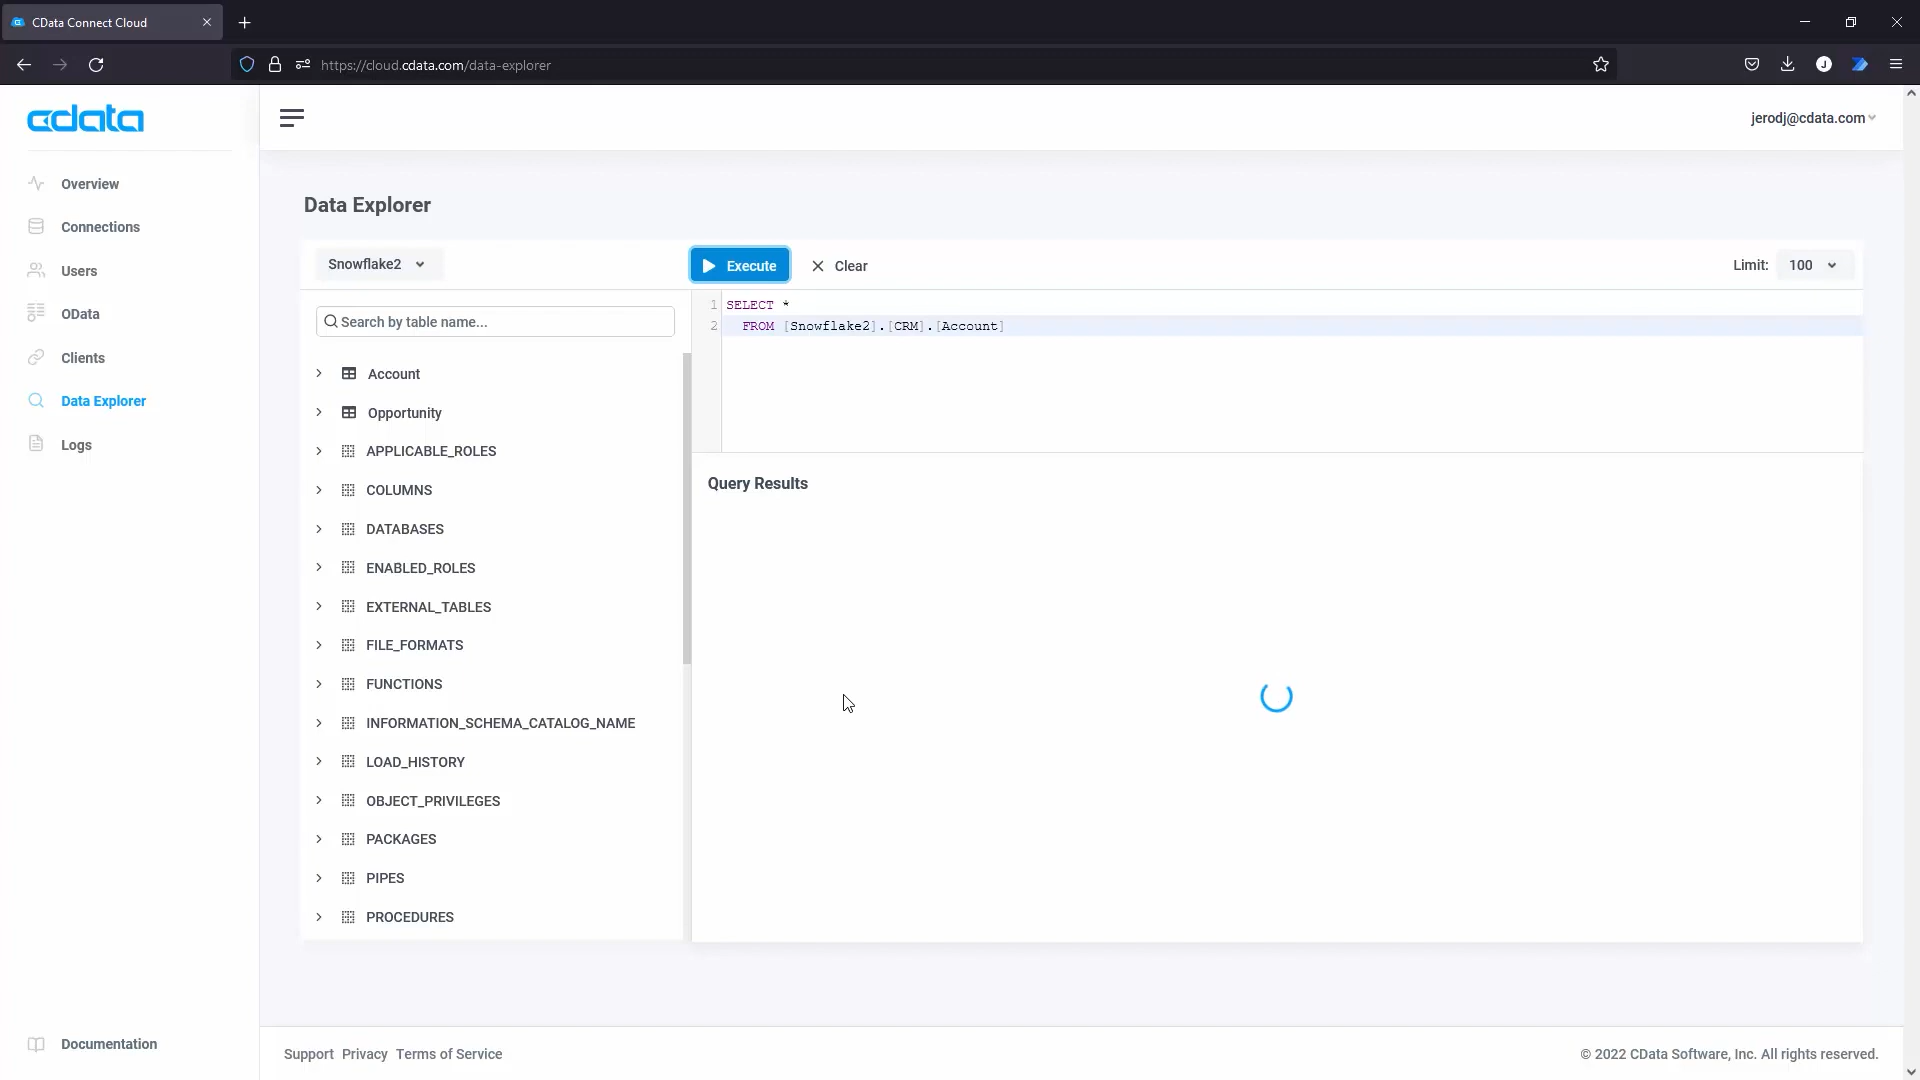 CData Connect Cloud
https://cloud.cdata.com/data-explorer
cdata
jerodj@cdata.com
Overview
Connections
Users
OData
Clients
Data Explorer
Logs
Documentation
Data Explorer
Snowflake2
Execute
Clear
Limit: 100
Search by table name...
Account
Opportunity
APPLICABLE_ROLES
COLUMNS
DATABASES
ENABLED_ROLES
EXTERNAL_TABLES
FILE_FORMATS
FUNCTIONS
INFORMATION_SCHEMA_CATALOG_NAME
LOAD_HISTORY
OBJECT_PRIVILEGES
PACKAGES
PIPES
PROCEDURES
1 SELECT *
2 FROM [Snowflake2].[CRM].[Account]
Query Results
Support Privacy Terms of Service
© 2022 CData Software, Inc. All rights reserved.